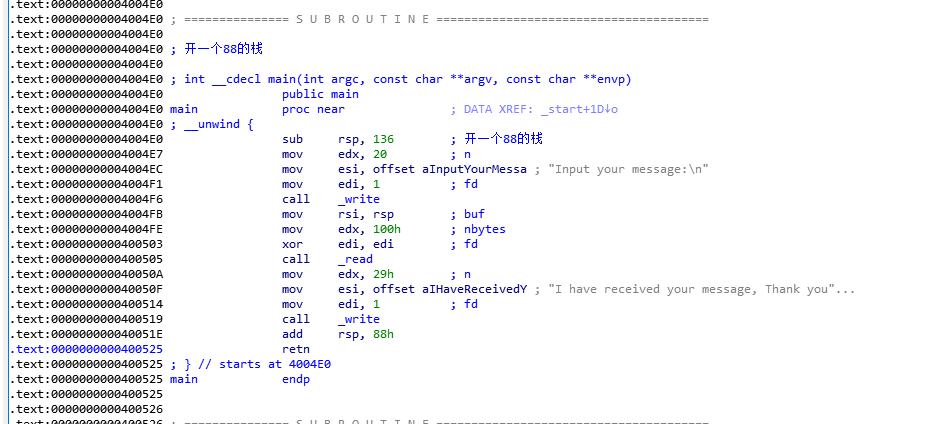 .text:00000000004004E0
.text:00000000004004E0 ; =============== S U B R O U T I N E =======================================
.text:00000000004004E0
.text:00000000004004E0 ; 开一个88的栈
.text:00000000004004E0
.text:00000000004004E0 ; int __cdecl main(int argc, const char **argv, const char **envp)
.text:00000000004004E0 public main
.text:00000000004004E0 main proc near ; DATA XREF: _start+1D↓o
.text:00000000004004E0 ; __unwind {
.text:00000000004004E0 sub rsp, 136 ; 开一个88的栈
.text:00000000004004E7 mov edx, 20 ; n
.text:00000000004004EC mov esi, offset aInputYourMessa ; "Input your message:\n"
.text:00000000004004F1 mov edi, 1 ; fd
.text:00000000004004F6 call _write
.text:00000000004004FB mov rsi, rsp ; buf
.text:00000000004004FE mov edx, 100h ; nbytes
.text:0000000000400503 xor edi, edi ; fd
.text:0000000000400505 call _read
.text:000000000040050A mov edx, 29h ; n
.text:000000000040050F mov esi, offset aIHaveReceivedY ; "I have received your message, Thank you"...
.text:0000000000400514 mov edi, 1 ; fd
.text:0000000000400519 call _write
.text:000000000040051E add rsp, 88h
.text:0000000000400525 retn
.text:0000000000400525 ; } // starts at 4004E0
.text:0000000000400525 main endp
.text:0000000000400525
.text:0000000000400526
.text:0000000000400526 ; =============== S U B R O U T I N E =======================================